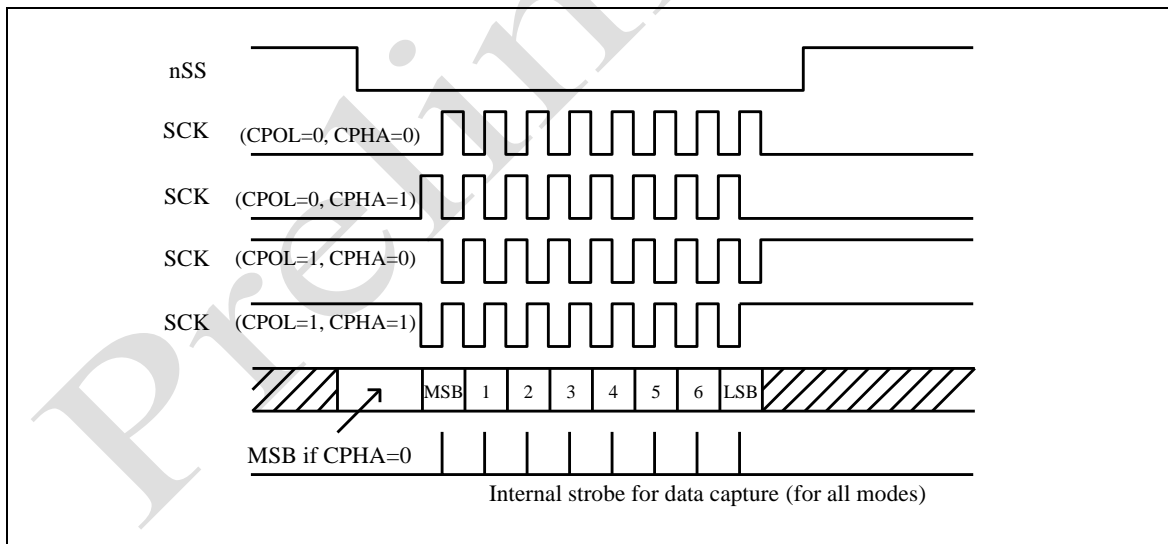 nSS
SCK (CPOL=0, CPHA=0)
SCK (CPOL=0, CPHA=1)
SCK (CPOL=1, CPHA=0)
SCK (CPOL=1, CPHA=1)
MSB 1 2 3 4 5 6 LSB
MSB if CPHA=0
Internal strobe for data capture (for all modes)
Prelim